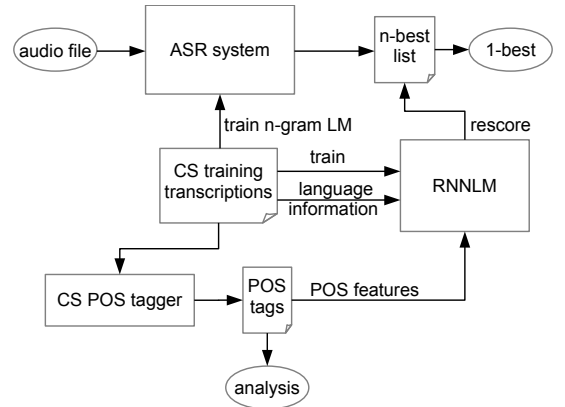 audio file
ASR system
n-best
list
1-best
train n-gram LM
rescore
CS training
transcriptions
train
language
information
RNNLM
CS POS tagger
POS
tags
POS features
analysis